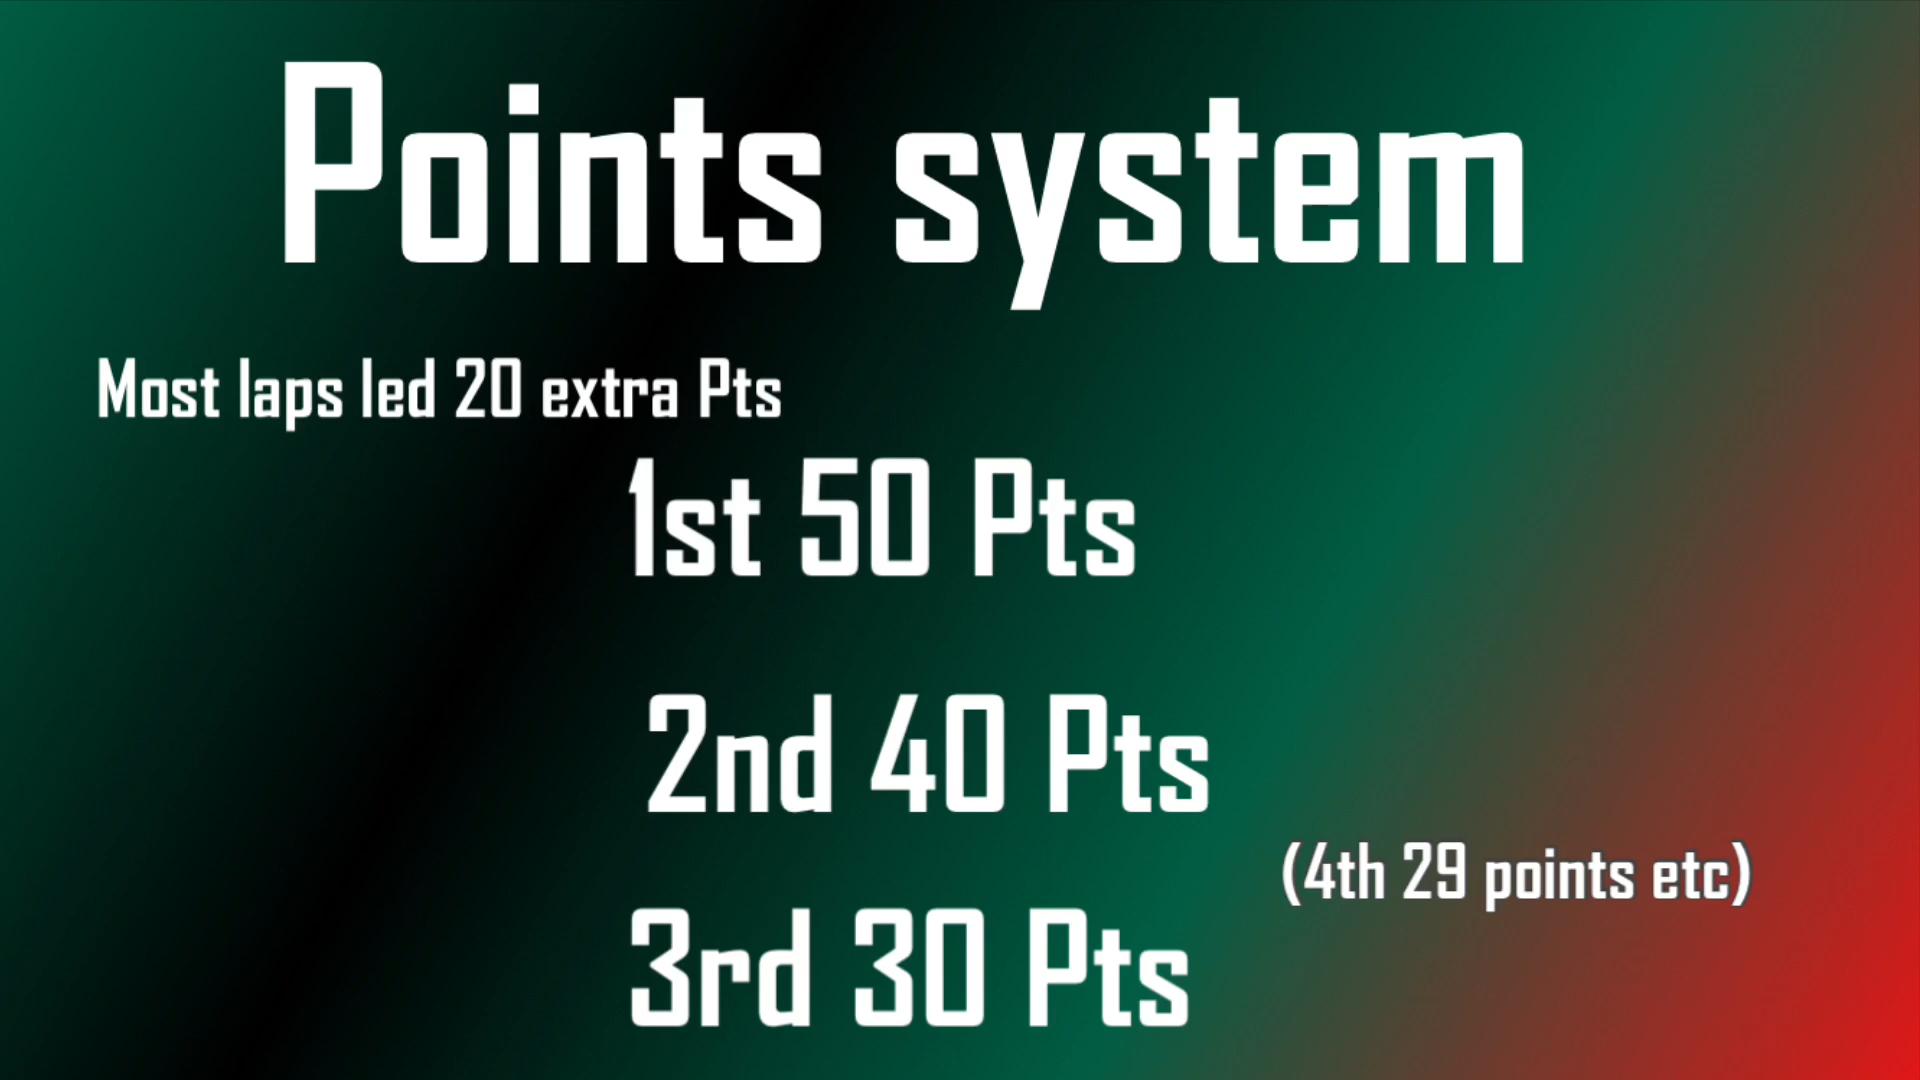 Points system
Most laps led 20 extra Pts
1st 50 Pts
2nd 40 Pts
(4th 29 points etc)
3rd 30 Pts